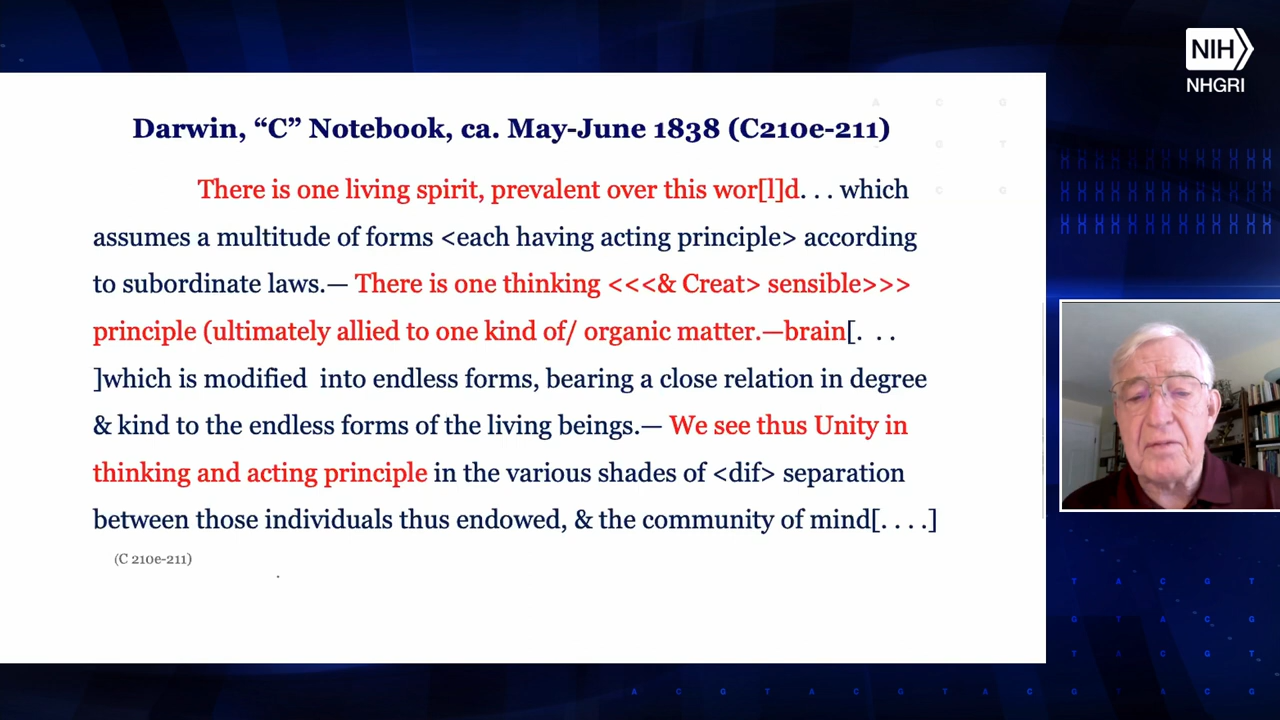 NIH
NHGRI
Darwin, “C” Notebook, ca. May-June 1838 (C210e-211)
There is one living spirit, prevalent over this wor[l]d. . . which
assumes a multitude of forms <each having acting principle> according
to subordinate laws.— There is one thinking <<<& Creat> sensible>>>
principle (ultimately allied to one kind of/ organic matter.—brain[. . .
]which is modified into endless forms, bearing a close relation in degree
& kind to the endless forms of the living beings.— We see thus Unity in
thinking and acting principle in the various shades of <dif> separation
between those individuals thus endowed, & the community of mind[. . . .]
(C 210e-211)
A C G
G T
C G
T A C G T
G T A C G
T A C G T
A C G T A C G T A C G T A C G